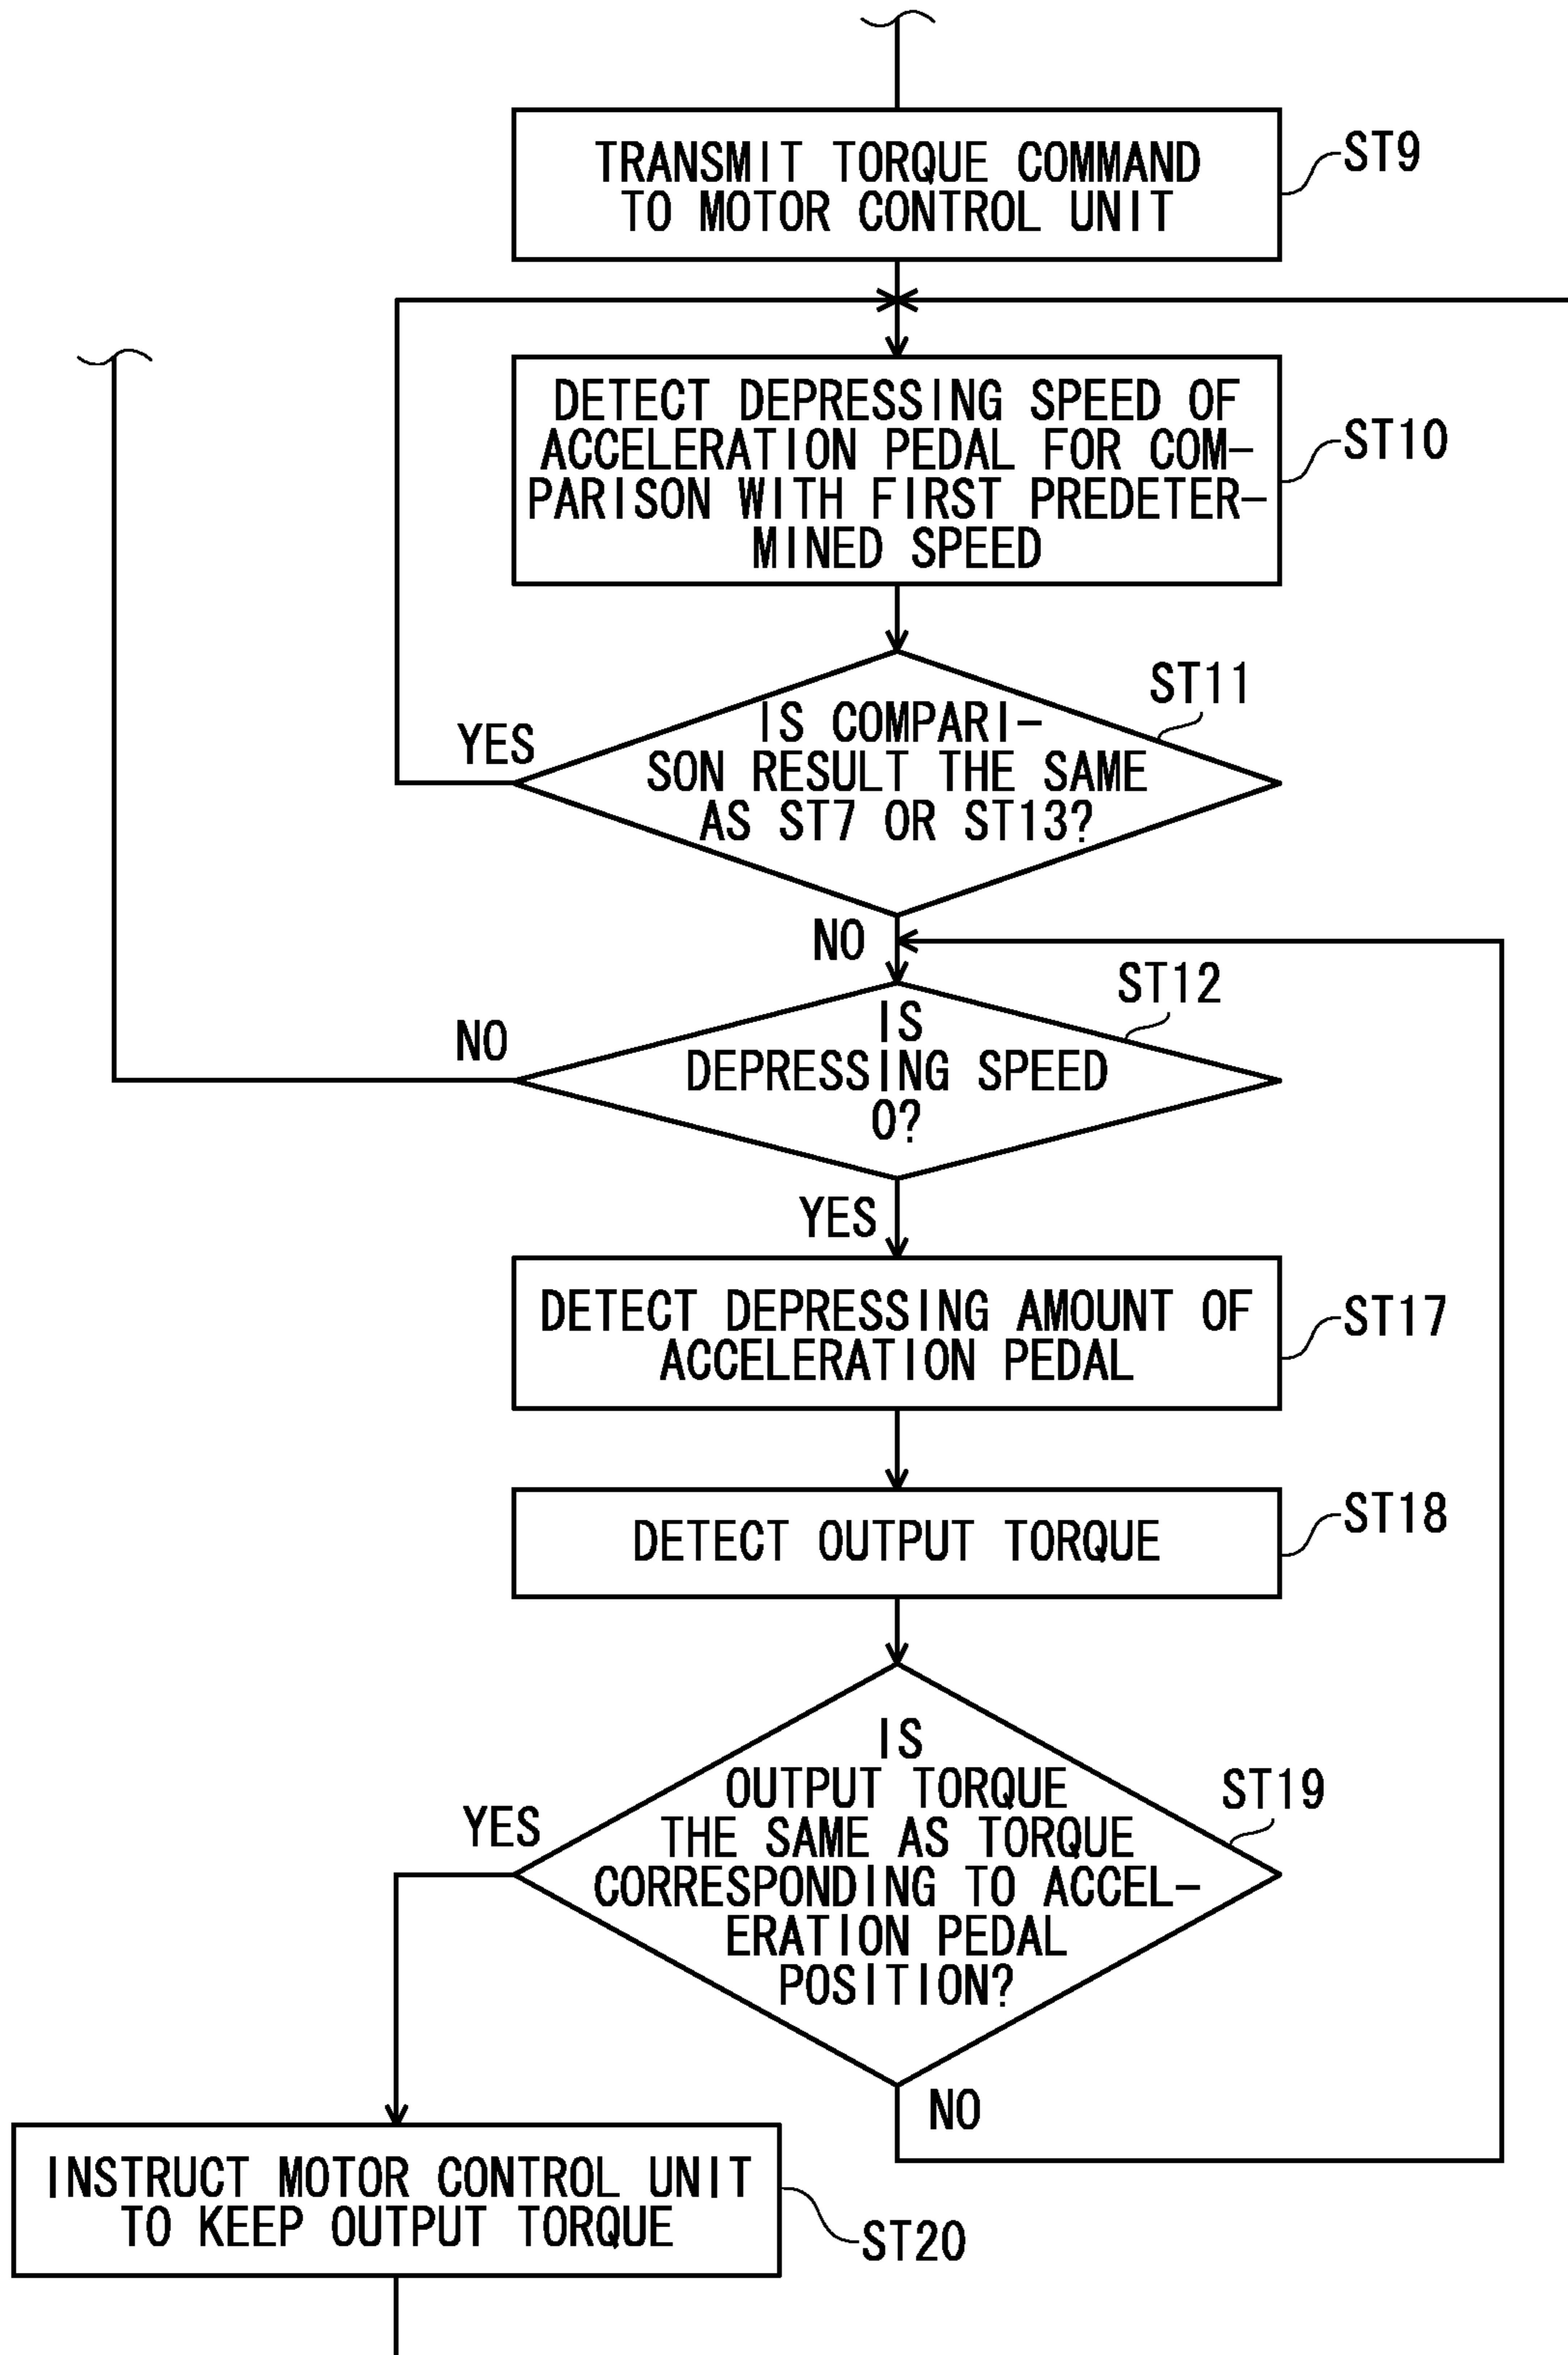 TRANSMIT TORQUE COMMAND
TO MOTOR CONTROL UNIT
ST9
DETECT DEPRESSING SPEED OF
ACCELERATION PEDAL FOR COM-
PARISON WITH FIRST PREDETER-
MINED SPEED
ST10
ST11
IS COMPARI-
SON RESULT THE SAME
AS ST7 OR ST13?
YES
NO
ST12
IS
DEPRESSING SPEED
0?
NO
YES
DETECT DEPRESSING AMOUNT OF
ACCELERATION PEDAL
ST17
DETECT OUTPUT TORQUE
ST18
IS
OUTPUT TORQUE
THE SAME AS TORQUE
CORRESPONDING TO ACCEL-
ERATION PEDAL
POSITION?
ST19
YES
NO
INSTRUCT MOTOR CONTROL UNIT
TO KEEP OUTPUT TORQUE
ST20